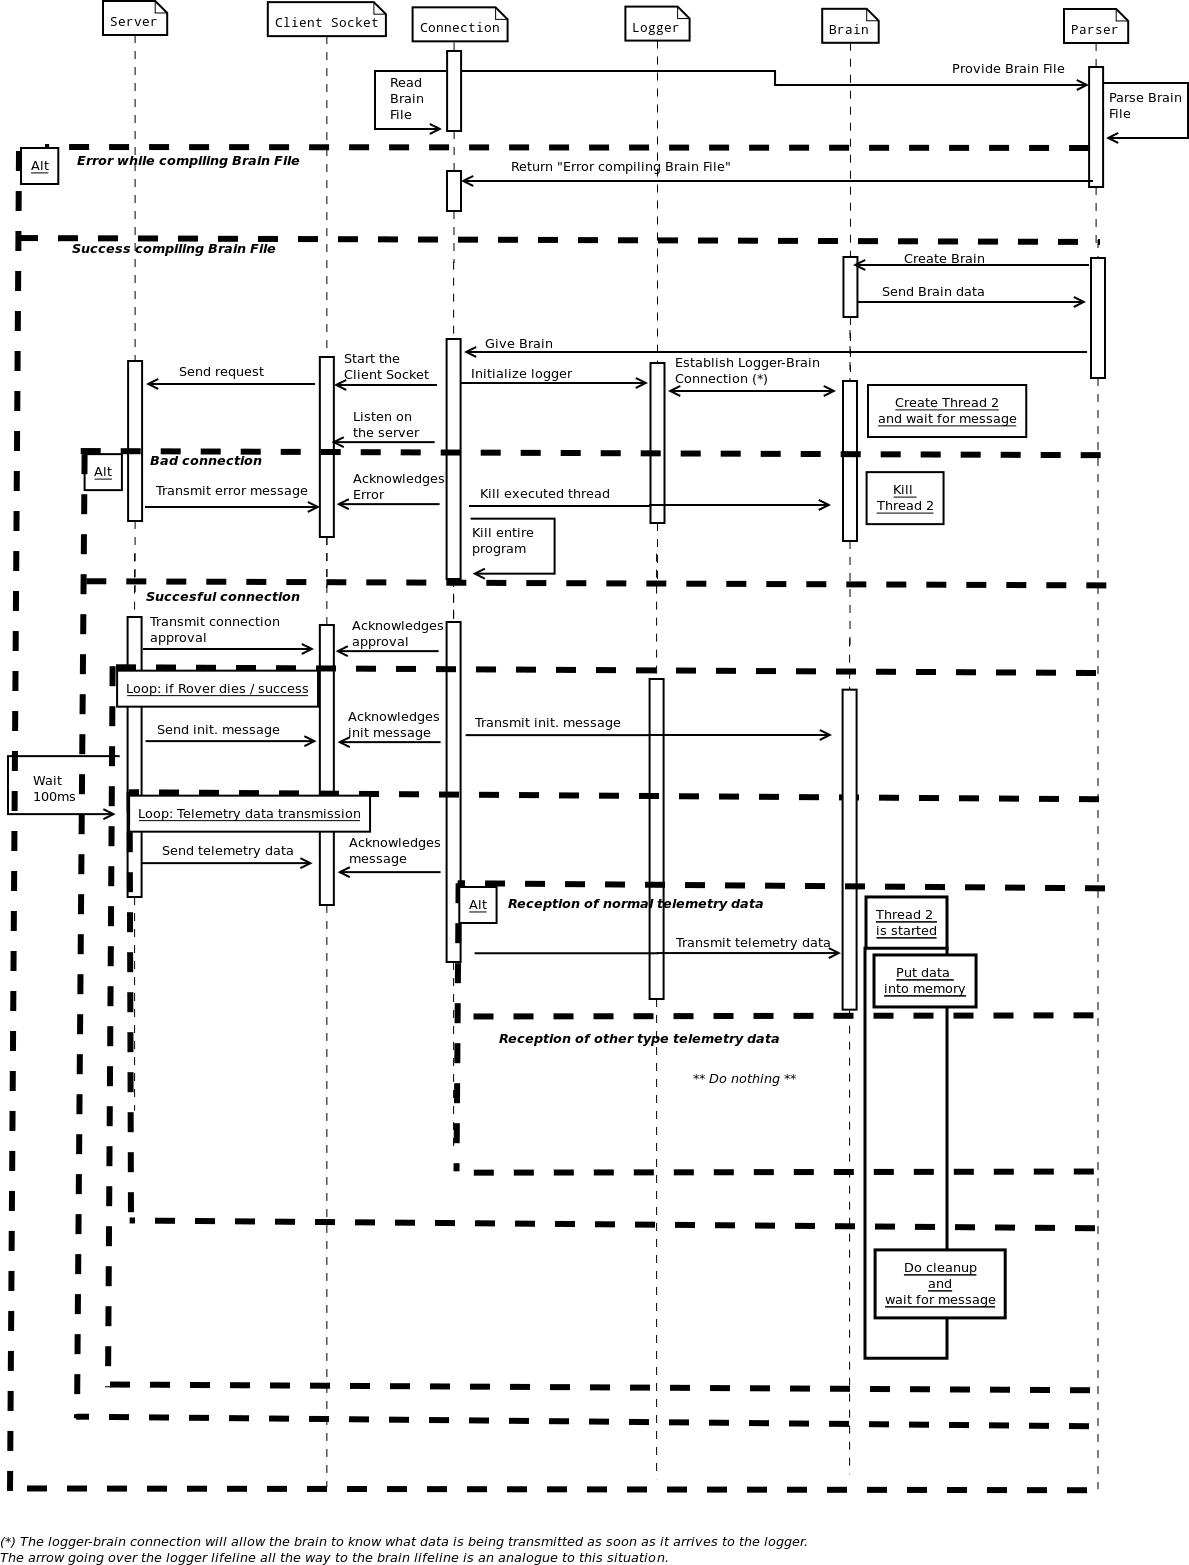 Server
Client Socket
Connection
Logger
Brain
Parser
Read
Brain
File
Provide Brain File
Parse Brain
File
Alt
Error while compiling Brain File
Return "Error compiling Brain File"
Success compiling Brain File
Create Brain
Send Brain data
Give Brain
Send request
Start the
Client Socket
Initialize logger
Establish Logger-Brain
Connection (*)
Create Thread 2
and wait for message
Listen on
the server
Alt
Bad connection
Transmit error message
Acknowledges
Error
Kill executed thread
Kill
Thread 2
Kill entire
program
Succesful connection
Transmit connection
approval
Acknowledges
approval
Loop: if Rover dies / success
Send init. message
Acknowledges
init message
Transmit init. message
Wait
100ms
Loop: Telemetry data transmission
Send telemetry data
Acknowledges
message
Alt
Reception of normal telemetry data
Thread 2
is started
Transmit telemetry data
Put data
into memory
Reception of other type telemetry data
** Do nothing **
Do cleanup
and
wait for message
(*) The logger-brain connection will allow the brain to know what data is being transmitted as soon as it arrives to the logger.
The arrow going over the logger lifeline all the way to the brain lifeline is an analogue to this situation.